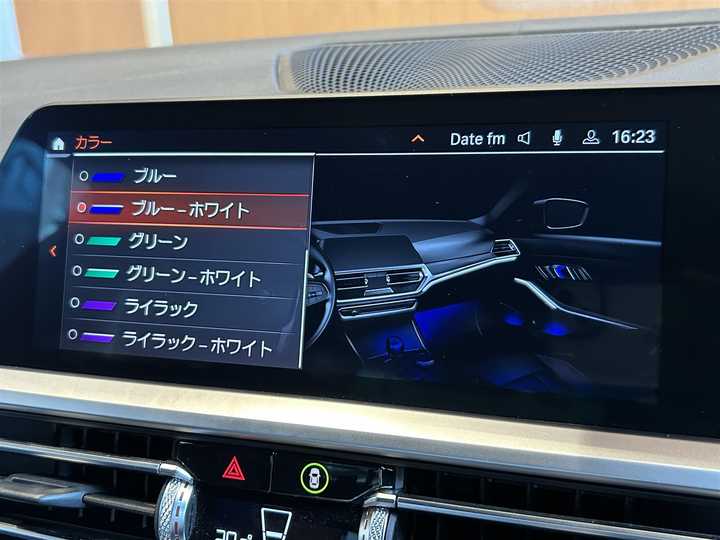 カラー
Date fm
16:23
ブルー
ブルー-ホワイト
グリーン
グリーン-ホワイト
ライラック
ライラック-ホワイト